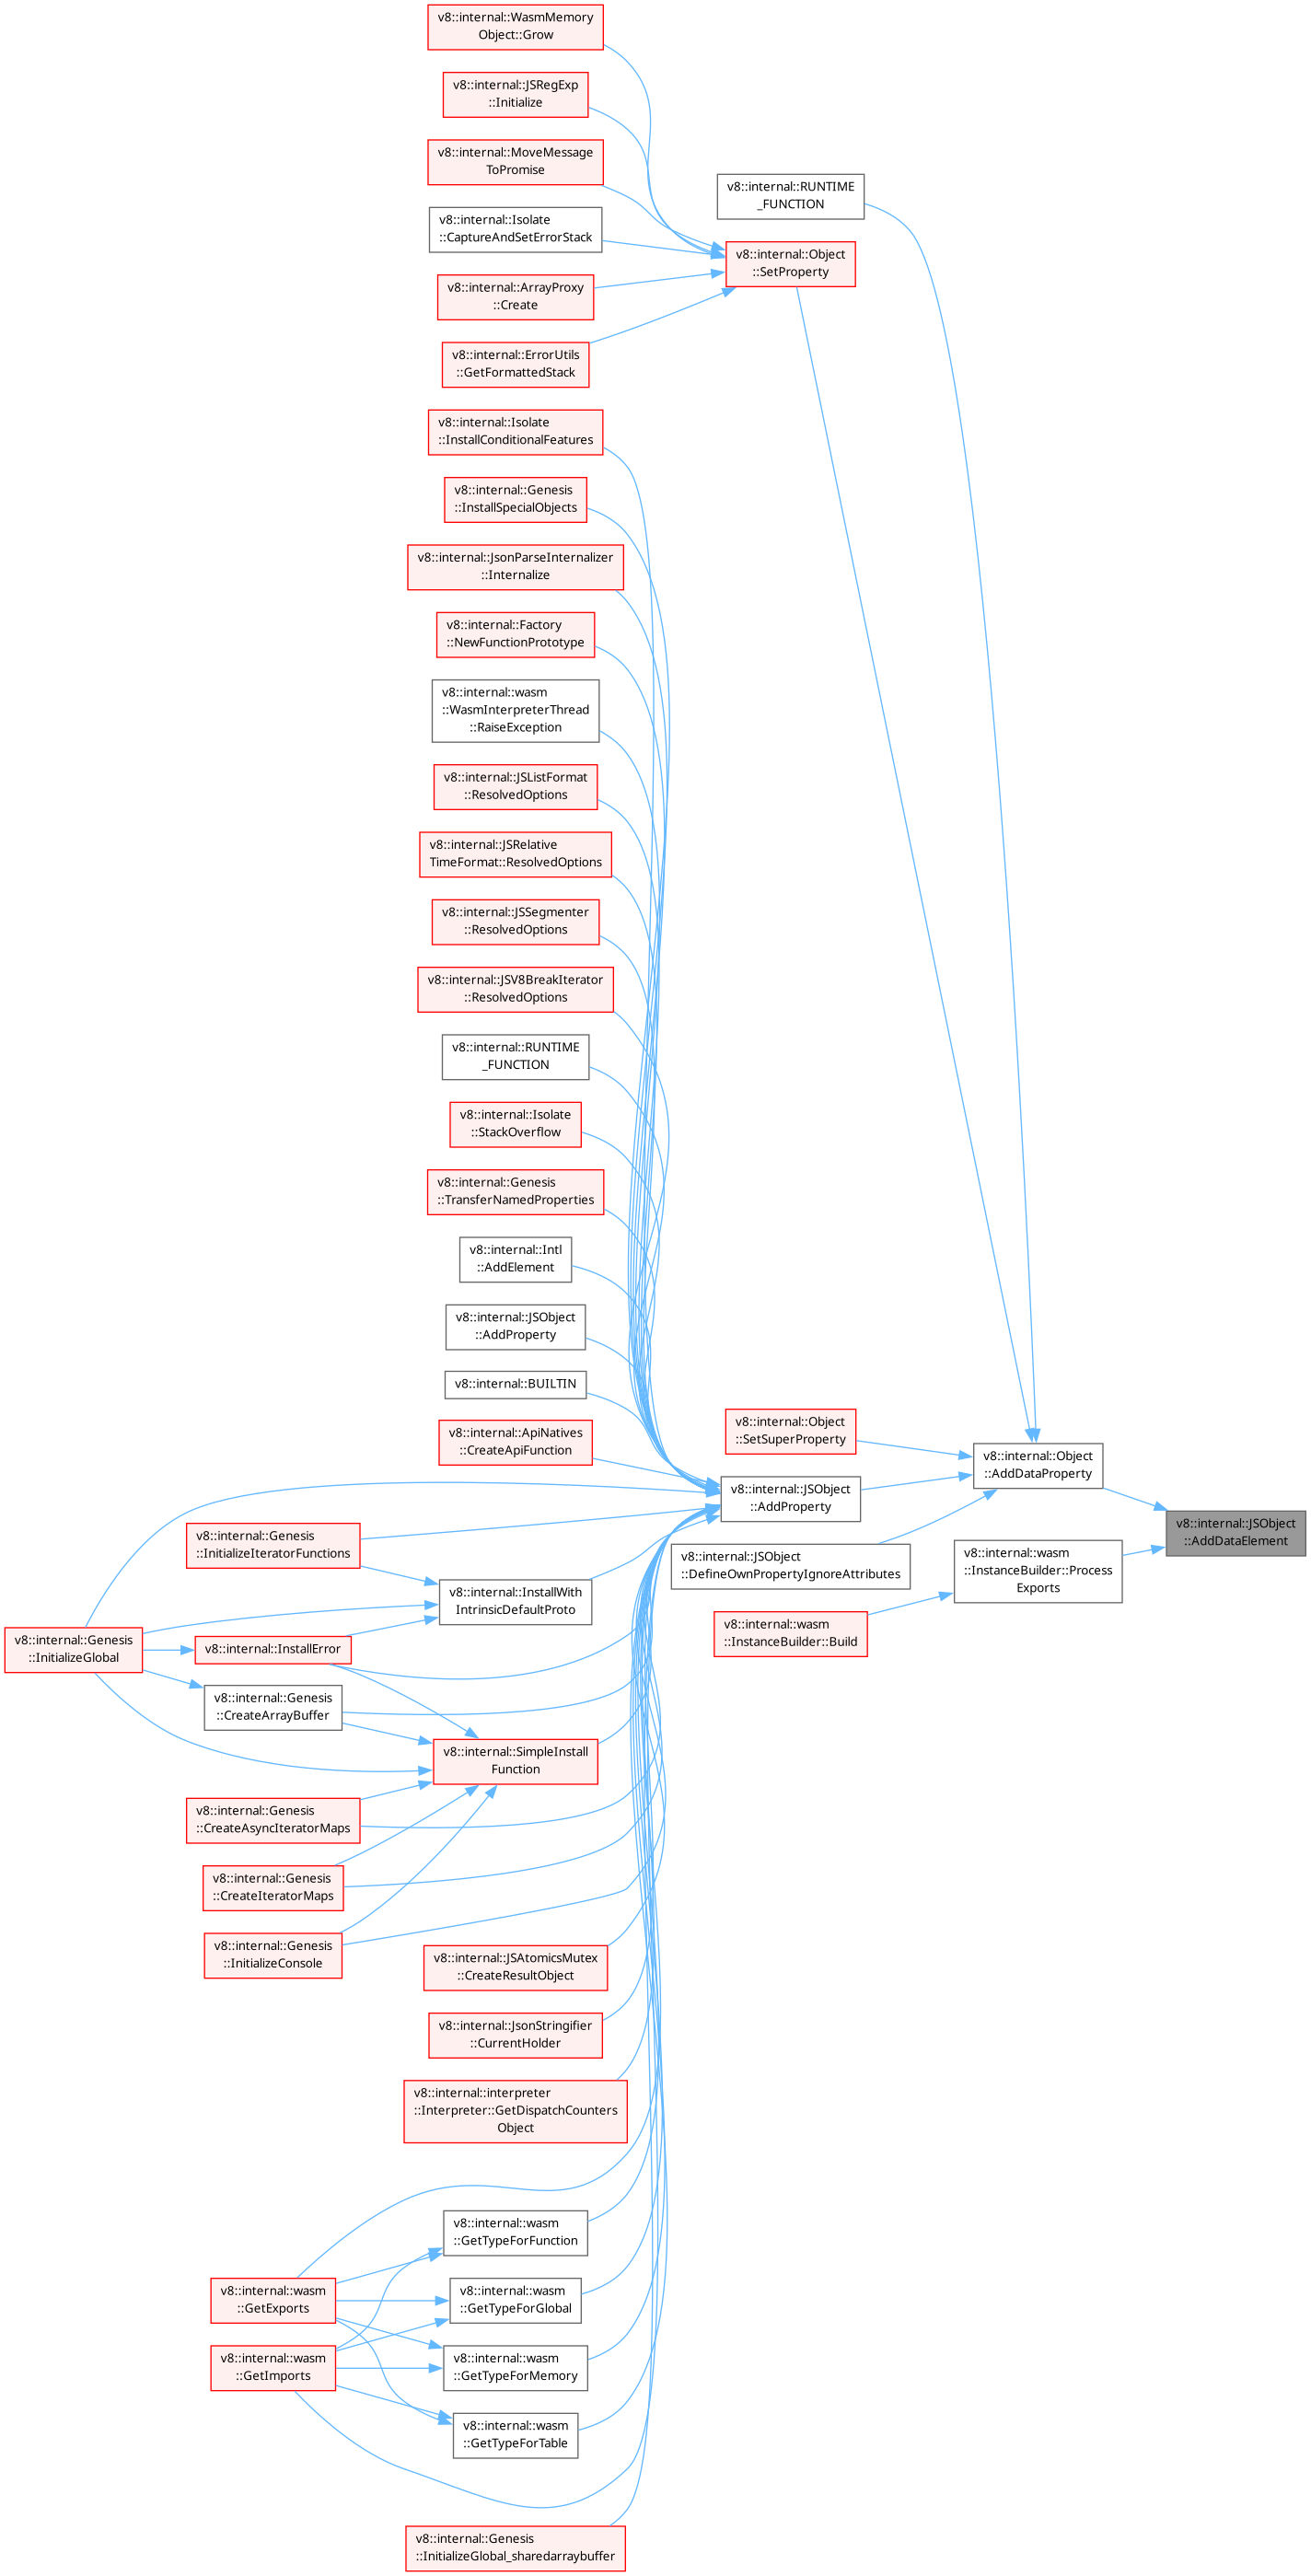 v8::internal::WasmMemory
Object::Grow
v8::internal::JSRegExp
::Initialize
v8::internal::MoveMessage
ToPromise
v8::internal::RUNTIME
_FUNCTION
v8::internal::Isolate
::CaptureAndSetErrorStack
v8::internal::Object
::SetProperty
v8::internal::ArrayProxy
::Create
v8::internal::ErrorUtils
::GetFormattedStack
v8::internal::Isolate
::InstallConditionalFeatures
v8::internal::Genesis
::InstallSpecialObjects
v8::internal::JsonParseInternalizer
::Internalize
v8::internal::Factory
::NewFunctionPrototype
v8::internal::wasm
::WasmInterpreterThread
::RaiseException
v8::internal::JSListFormat
::ResolvedOptions
v8::internal::JSRelative
TimeFormat::ResolvedOptions
v8::internal::JSSegmenter
::ResolvedOptions
v8::internal::JSV8BreakIterator
::ResolvedOptions
v8::internal::RUNTIME
_FUNCTION
v8::internal::Isolate
::StackOverflow
v8::internal::Genesis
::TransferNamedProperties
v8::internal::Intl
::AddElement
v8::internal::JSObject
::AddProperty
v8::internal::BUILTIN
v8::internal::ApiNatives
::CreateApiFunction
v8::internal::Object
::SetSuperProperty
v8::internal::Object
::AddDataProperty
v8::internal::JSObject
::AddProperty
v8::internal::JSObject
::AddDataElement
v8::internal::Genesis
::InitializeIteratorFunctions
v8::internal::JSObject
::DefineOwnPropertyIgnoreAttributes
v8::internal::wasm
::InstanceBuilder::Process
Exports
v8::internal::InstallWith
IntrinsicDefaultProto
v8::internal::wasm
::InstanceBuilder::Build
v8::internal::Genesis
::InitializeGlobal
v8::internal::InstallError
v8::internal::Genesis
::CreateArrayBuffer
v8::internal::SimpleInstall
Function
v8::internal::Genesis
::CreateAsyncIteratorMaps
v8::internal::Genesis
::CreateIteratorMaps
v8::internal::Genesis
::InitializeConsole
v8::internal::JSAtomicsMutex
::CreateResultObject
v8::internal::JsonStringifier
::CurrentHolder
v8::internal::interpreter
::Interpreter::GetDispatchCounters
Object
v8::internal::wasm
::GetTypeForFunction
v8::internal::wasm
::GetExports
v8::internal::wasm
::GetTypeForGlobal
v8::internal::wasm
::GetImports
v8::internal::wasm
::GetTypeForMemory
v8::internal::wasm
::GetTypeForTable
v8::internal::Genesis
::InitializeGlobal_sharedarraybuffer